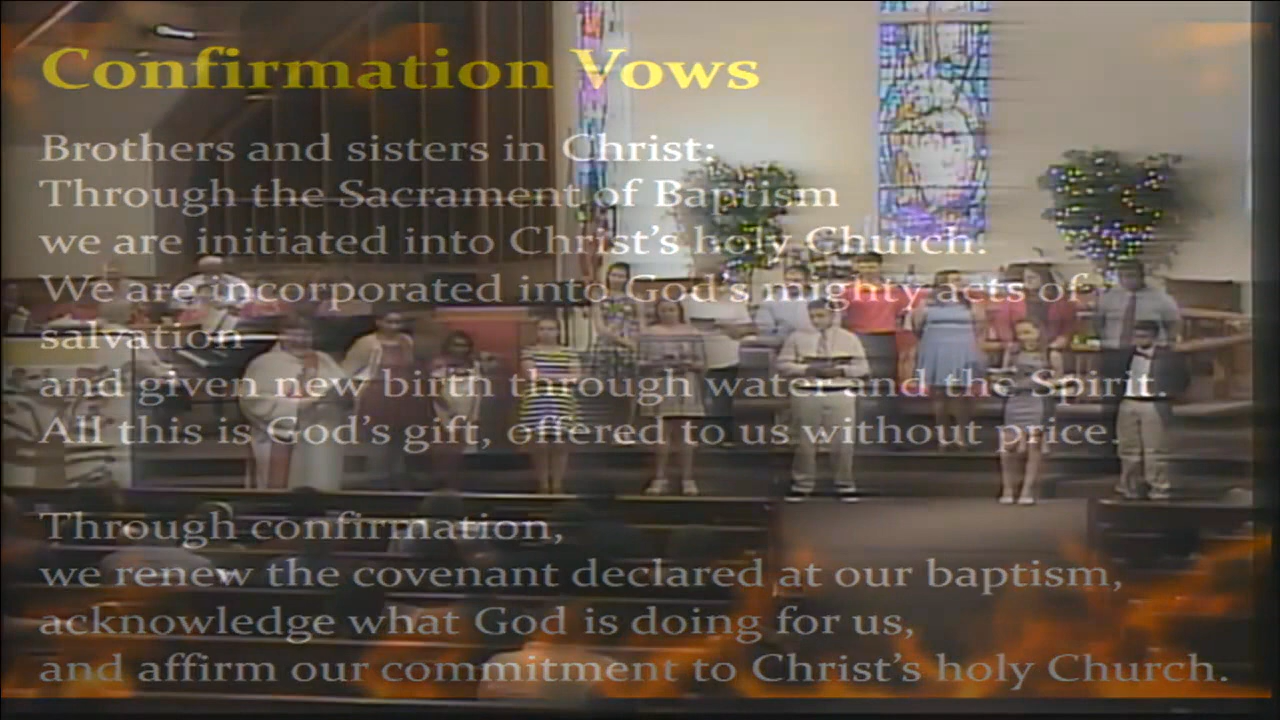 Confirmation Vows
Brothers and sisters in Christ:
Through the Sacrament of Baptism
we are initiated into Christ's holy Church.
We are incorporated into God's mighty acts of
salvation
and given new birth through water and the Spirit.
All this is God's gift, offered to us without price.
Through confirmation,
we renew the covenant declared at our baptism,
acknowledge what God is doing for us,
and affirm our commitment to Christ's holy Church.